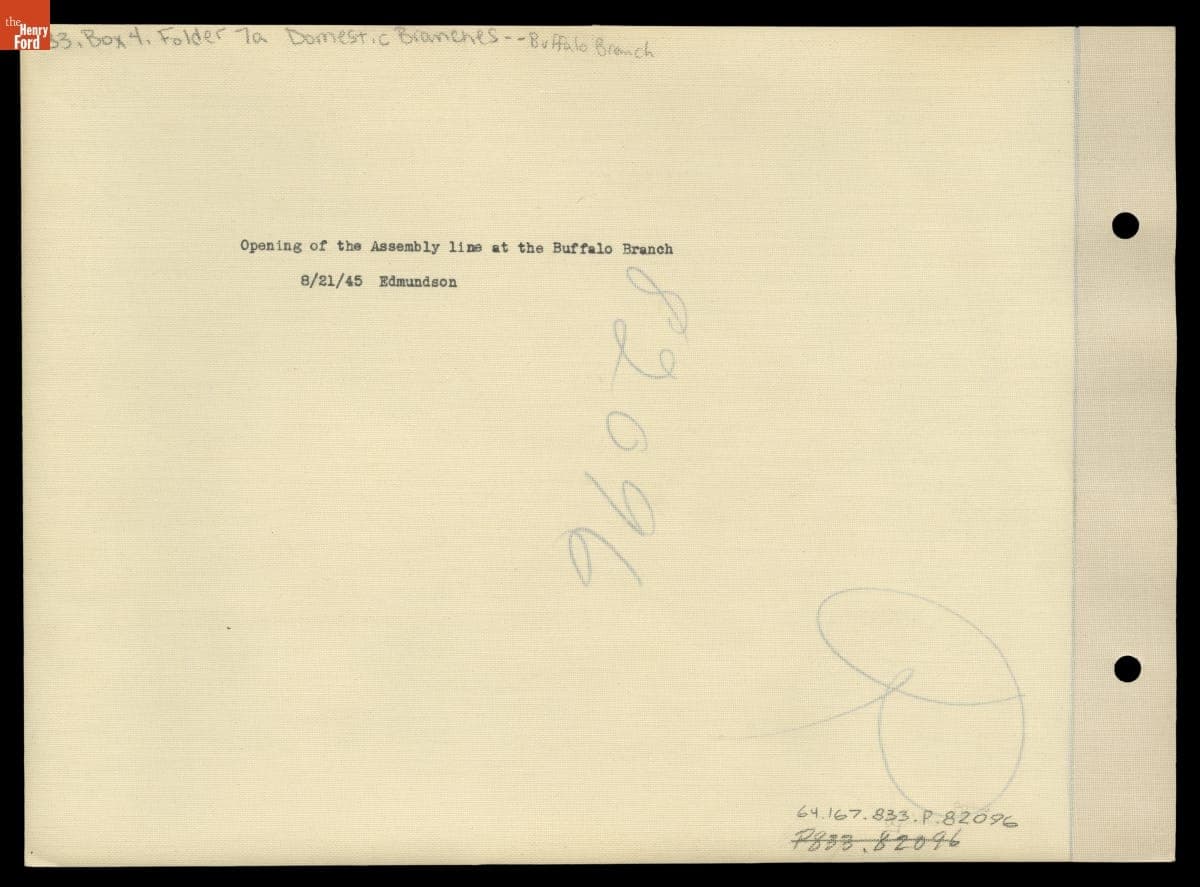 the
Henry
Ford
33. Box 4. Folder 7a Domestic Branches--Buffalo Branch
Opening of the Assembly line at the Buffalo Branch
8/21/45 Edmundson
82096
64.167.833.P.82096
P833.82096